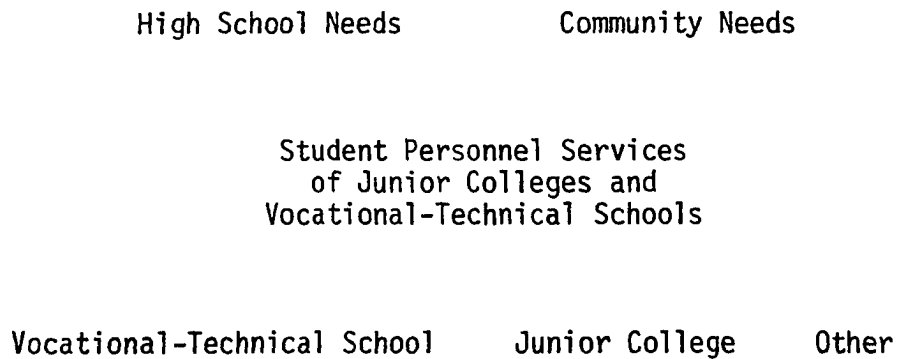 High School Needs Community Needs
Student Personnel Services
of Junior Colleges and
Vocational-Technical Schools
Vocational-Technical School Junior College Other